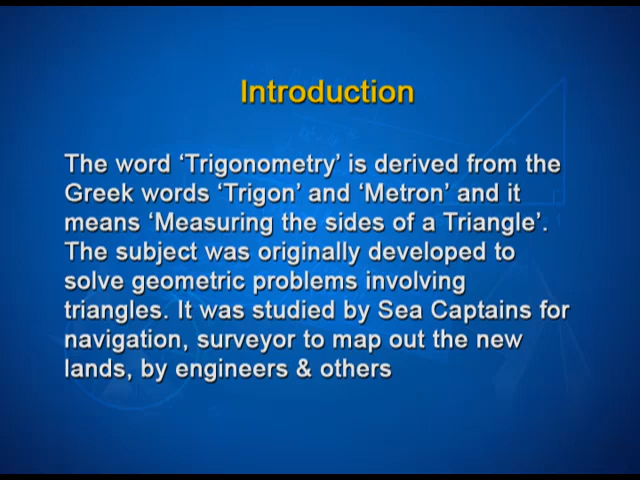 Introduction
The word ‘Trigonometry’ is derived from the
Greek words ‘Trigon’ and ‘Metron’ and it
means ‘Measuring the sides of a Triangle’.
The subject was originally developed to
solve geometric problems involving
triangles. It was studied by Sea Captains for
navigation, surveyor to map out the new
lands, by engineers & others